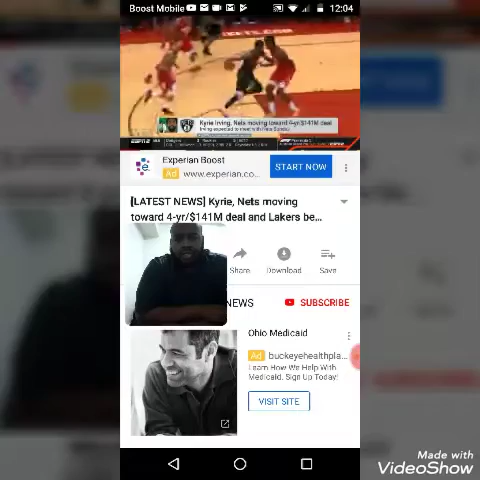 Boost Mobile
12:04
Kyrie Irving, Nets moving toward 4-yr/$141M deal
Experian Boost
Ad www.experian.co...
START NOW
[LATEST NEWS] Kyrie, Nets moving
toward 4-yr/$141M deal and Lakers be...
Share
Download
Save
NEWS
SUBSCRIBE
Ohio Medicaid
Ad buckeyehealthpla...
Learn How We Help With
Medicaid. Sign Up Today!
VISIT SITE
Made with
VideoShow